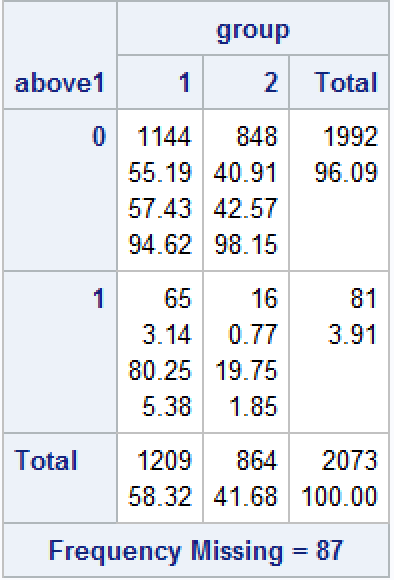 group
above1 1 2 Total
0 1144 848 1992
55.19 40.91 96.09
57.43 42.57
94.62 98.15
1 65 16 81
3.14 0.77 3.91
80.25 19.75
5.38 1.85
Total 1209 864 2073
58.32 41.68 100.00
Frequency Missing = 87